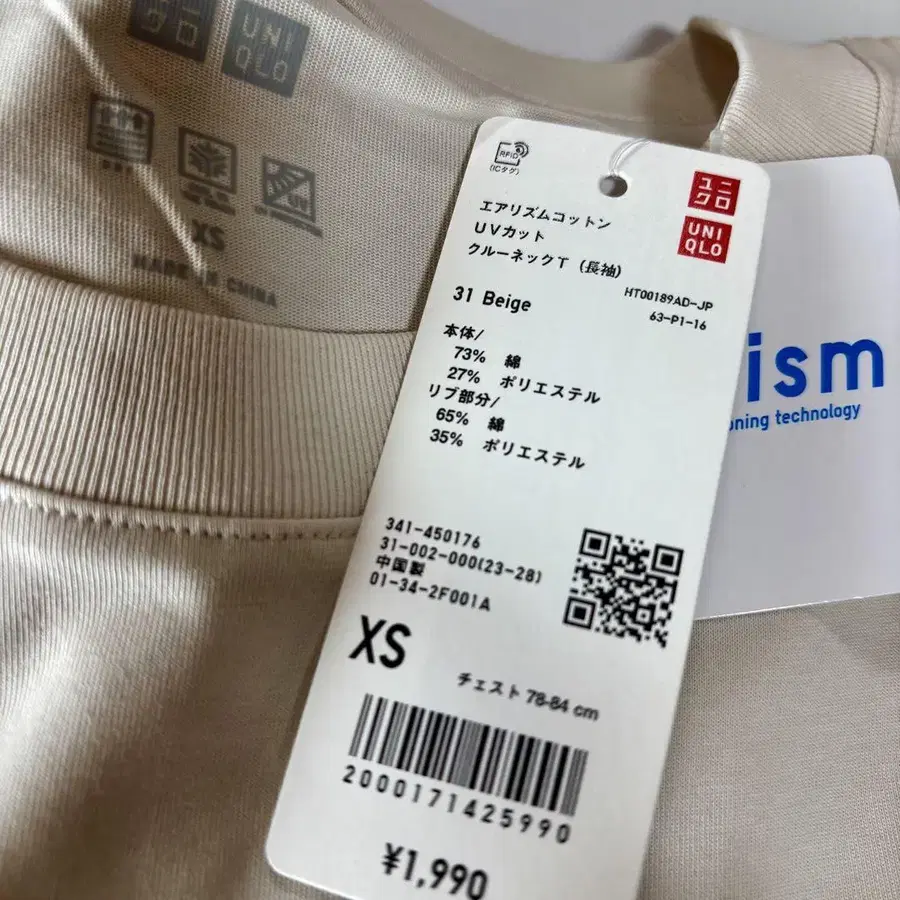 ユニ
クロ
UNI
QLO
XS
MADE IN CHINA
RFID
(ICタグ)
ユニ
クロ
UNI
QLO
エアリズムコットン
UVカット
クルーネックT (長袖)
31 Beige
HT00189AD-JP
63-P1-16
本体/
73% 綿
27% ポリエステル
リブ部分/
65% 綿
35% ポリエステル
341-450176
31-002-000(23-28)
中国製
01-34-2F001A
XS
チェスト 78-84 cm
2000171425990
¥1,990
ism
oning technology